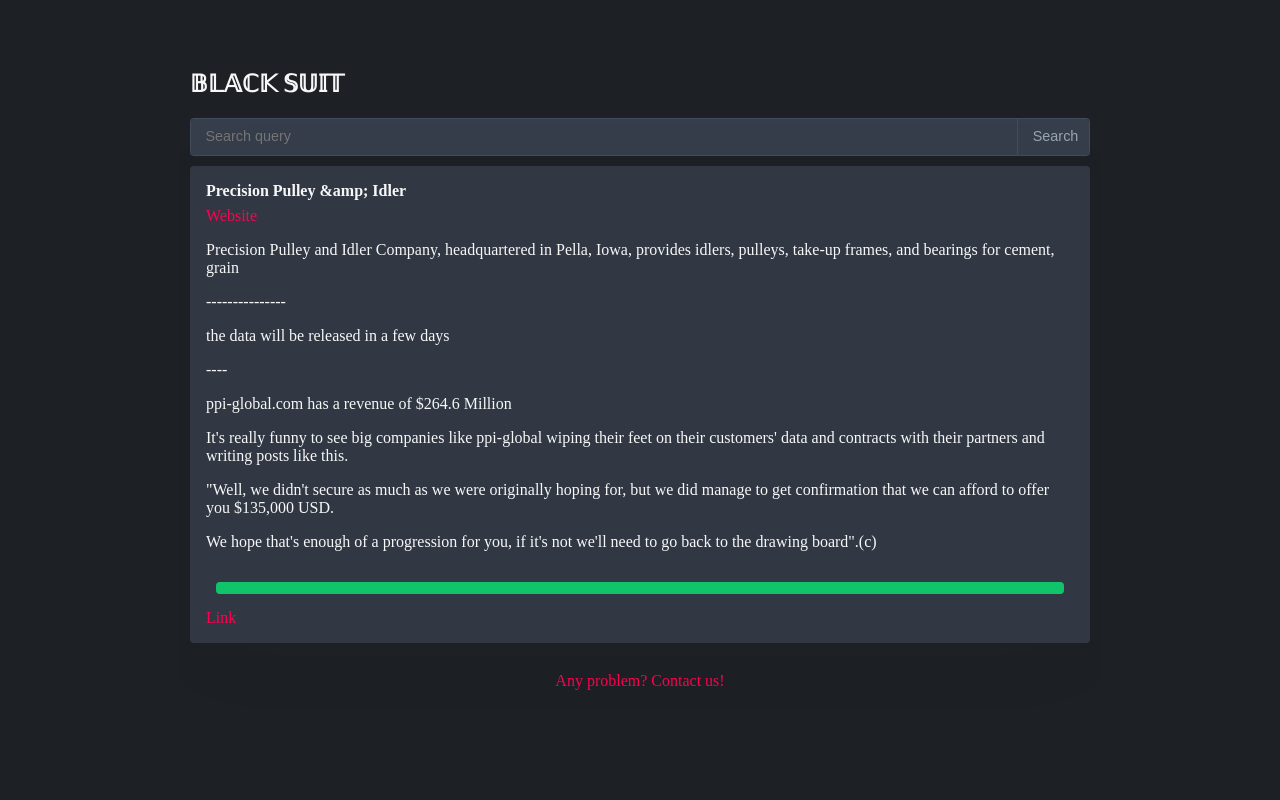 𝔹𝕃𝔸ℂ𝕂 𝕊𝕌𝕀𝕋
Search query
Search
Precision Pulley &amp; Idler
Website
Precision Pulley and Idler Company, headquartered in Pella, Iowa, provides idlers, pulleys, take-up frames, and bearings for cement,
grain
---------------
the data will be released in a few days
----
ppi-global.com has a revenue of $264.6 Million
It's really funny to see big companies like ppi-global wiping their feet on their customers' data and contracts with their partners and
writing posts like this.
"Well, we didn't secure as much as we were originally hoping for, but we did manage to get confirmation that we can afford to offer
you $135,000 USD.
We hope that's enough of a progression for you, if it's not we'll need to go back to the drawing board".(c)
Link
Any problem? Contact us!